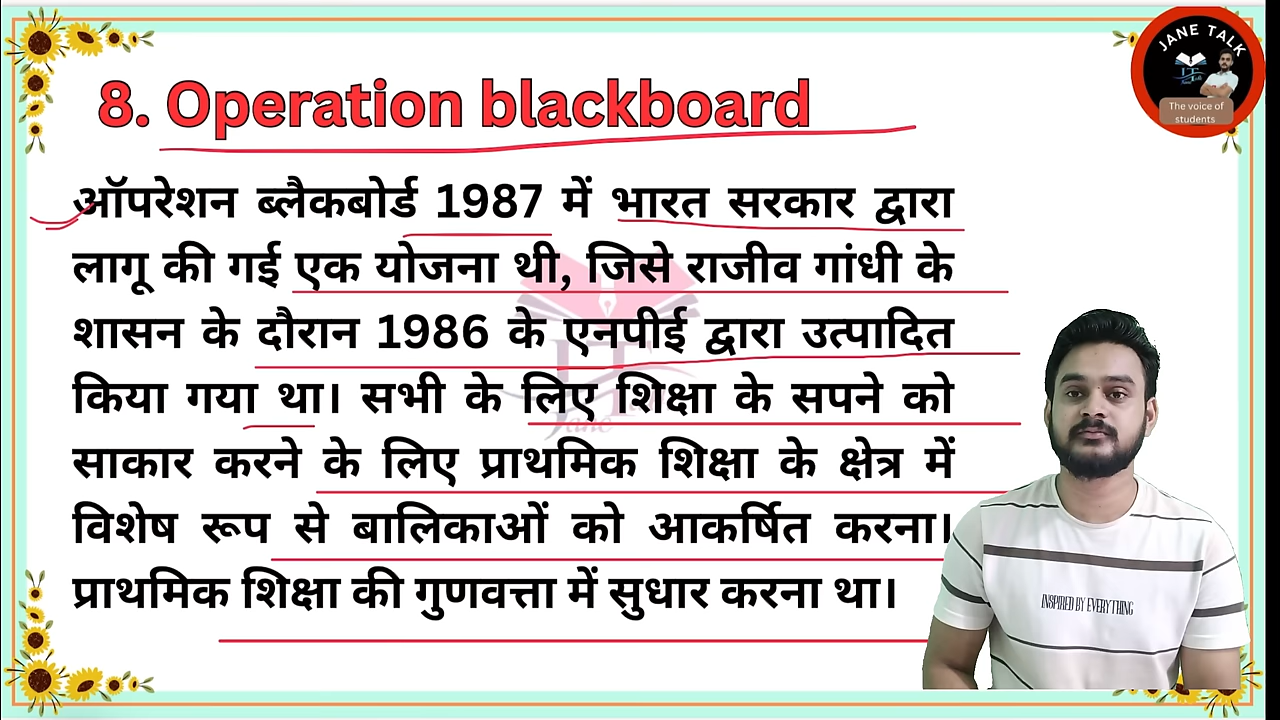 JANE TALK
The voice of
students
8. Operation blackboard
ऑपरेशन ब्लैकबोर्ड 1987 में भारत सरकार द्वारा
लागू की गई एक योजना थी, जिसे राजीव गांधी के
शासन के दौरान 1986 के एनपीई द्वारा उत्पादित
किया गया था। सभी के लिए शिक्षा के सपने को
साकार करने के लिए प्राथमिक शिक्षा के क्षेत्र में
विशेष रूप से बालिकाओं को आकर्षित करना।
प्राथमिक शिक्षा की गुणवत्ता में सुधार करना था।
INSPIRED BY EVERYTHING